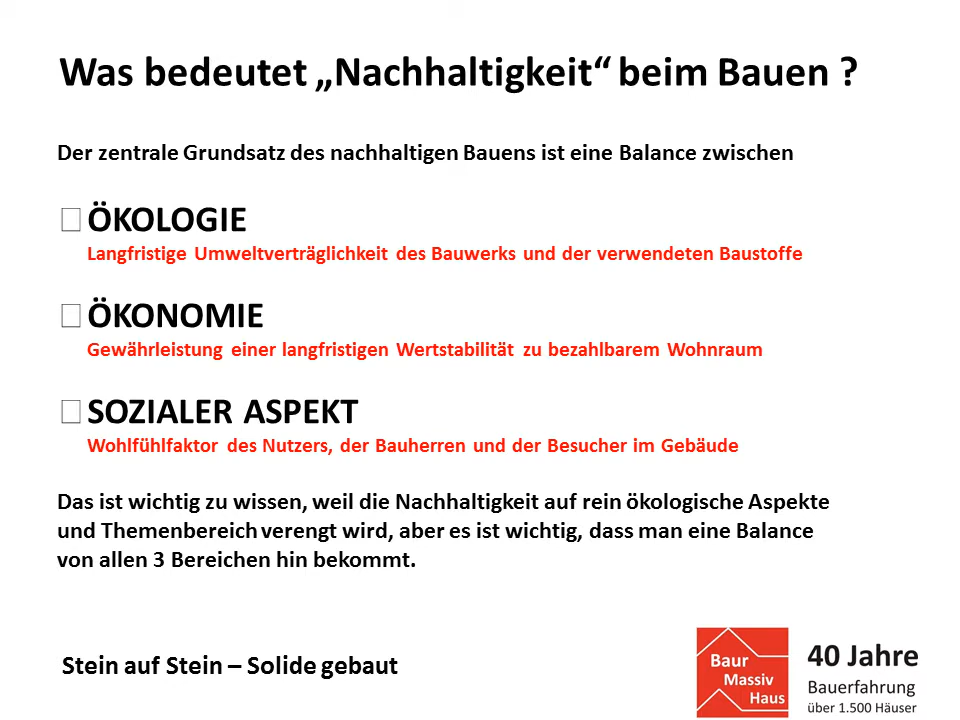 Was bedeutet „Nachhaltigkeit“ beim Bauen ?
Der zentrale Grundsatz des nachhaltigen Bauens ist eine Balance zwischen
ÖKOLOGIE
Langfristige Umweltverträglichkeit des Bauwerks und der verwendeten Baustoffe
ÖKONOMIE
Gewährleistung einer langfristigen Wertstabilität zu bezahlbarem Wohnraum
SOZIALER ASPEKT
Wohlfühlfaktor des Nutzers, der Bauherren und der Besucher im Gebäude
Das ist wichtig zu wissen, weil die Nachhaltigkeit auf rein ökologische Aspekte
und Themenbereich verengt wird, aber es ist wichtig, dass man eine Balance
von allen 3 Bereichen hin bekommt.
Stein auf Stein – Solide gebaut
Baur
Massiv
Haus
40 Jahre
Bauerfahrung
über 1.500 Häuser